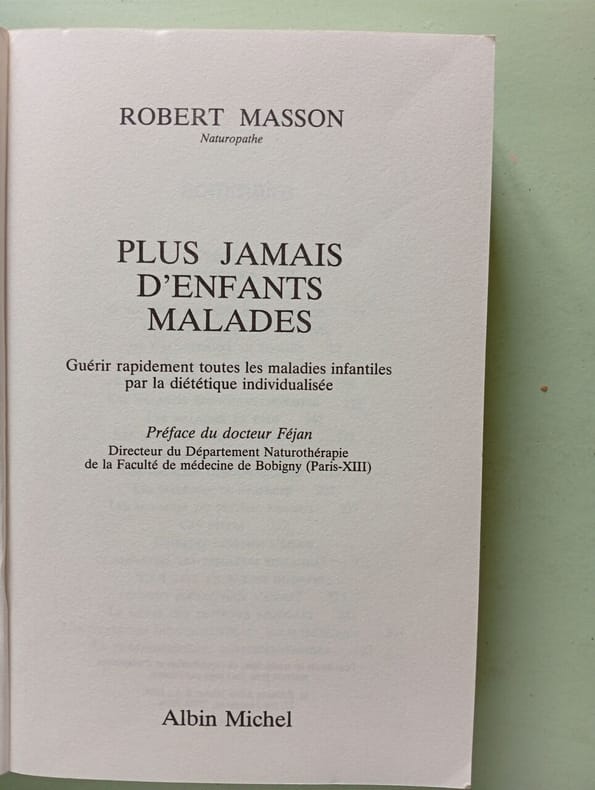 ROBERT MASSON
Naturopathe
PLUS JAMAIS
D'ENFANTS
MALADES
Guérir rapidement toutes les maladies infantiles
par la diététique individualisée
Préface du docteur Féjan
Directeur du Département Naturothérapie
de la Faculté de médecine de Bobigny (Paris-XIII)
Albin Michel